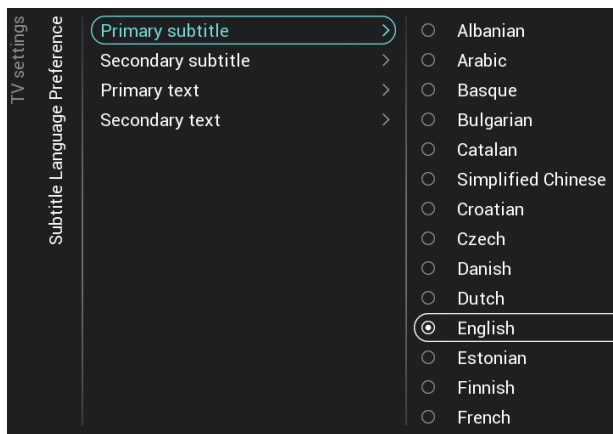 TV settings
Subtitle Language Preference
Primary subtitle
Secondary subtitle
Primary text
Secondary text
Albanian
Arabic
Basque
Bulgarian
Catalan
Simplified Chinese
Croatian
Czech
Danish
Dutch
English
Estonian
Finnish
French